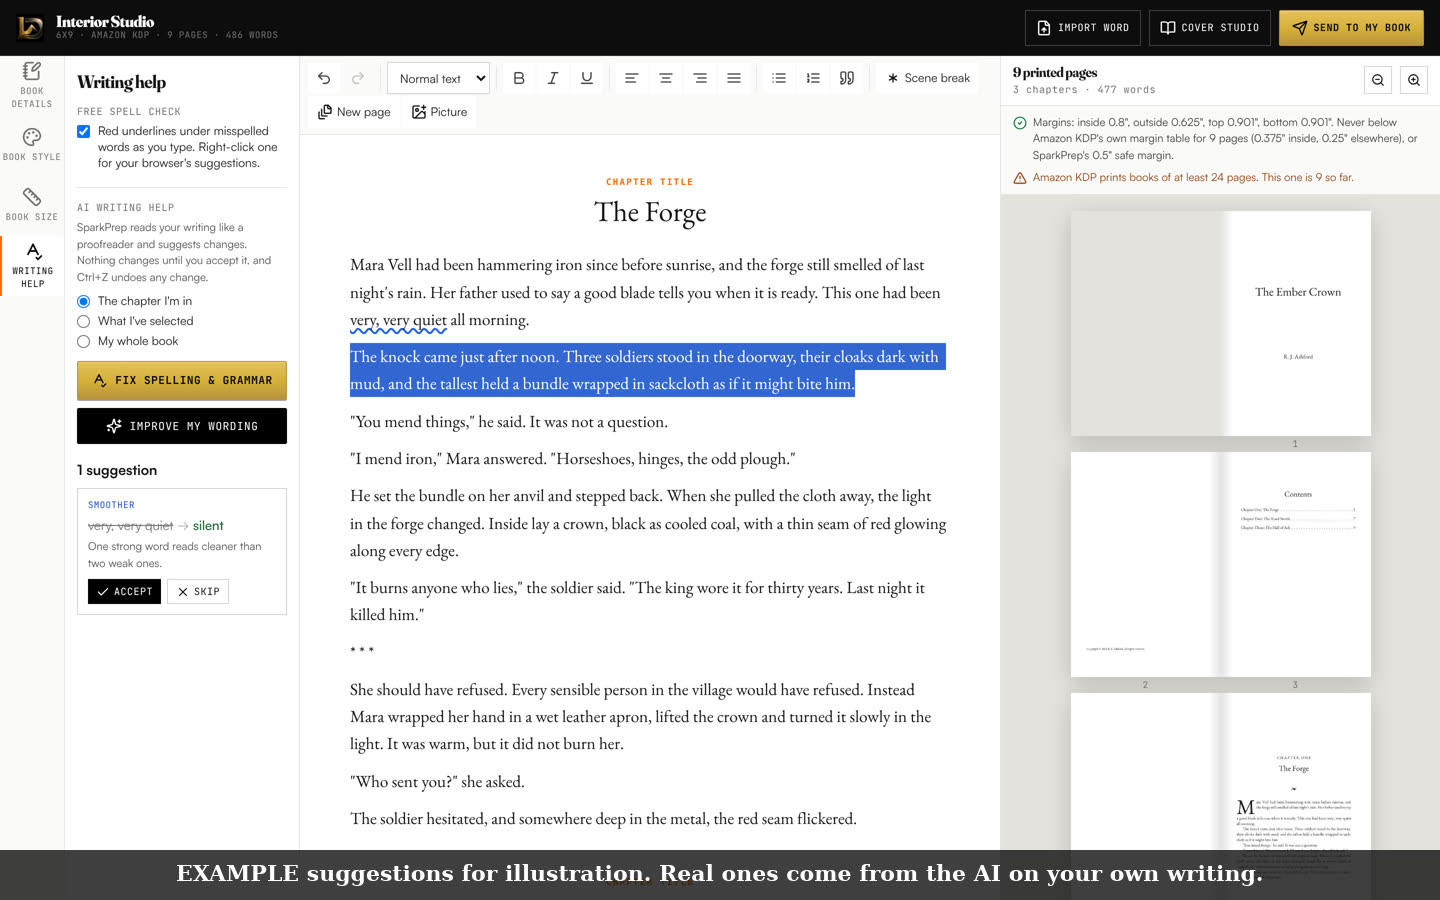 Interior Studio
6X9 · AMAZON KDP · 9 PAGES · 486 WORDS
IMPORT WORD
COVER STUDIO
SEND TO MY BOOK
BOOK
DETAILS
BOOK STYLE
BOOK SIZE
WRITING
HELP
Writing help
FREE SPELL CHECK
Red underlines under misspelled
words as you type. Right-click one
for your browser's suggestions.
AI WRITING HELP
SparkPrep reads your writing like a
proofreader and suggests changes.
Nothing changes until you accept it, and
Ctrl+Z undoes any change.
The chapter I'm in
What I've selected
My whole book
FIX SPELLING & GRAMMAR
IMPROVE MY WORDING
1 suggestion
SMOOTHER
very, very quiet → silent
One strong word reads cleaner than
two weak ones.
ACCEPT
SKIP
Normal text
B I U
Scene break
New page
Picture
CHAPTER TITLE
The Forge
Mara Vell had been hammering iron since before sunrise, and the forge still smelled of last
night's rain. Her father used to say a good blade tells you when it is ready. This one had been
very, very quiet all morning.
The knock came just after noon. Three soldiers stood in the doorway, their cloaks dark with
mud, and the tallest held a bundle wrapped in sackcloth as if it might bite him.
"You mend things," he said. It was not a question.
"I mend iron," Mara answered. "Horseshoes, hinges, the odd plough."
He set the bundle on her anvil and stepped back. When she pulled the cloth away, the light
in the forge changed. Inside lay a crown, black as cooled coal, with a thin seam of red glowing
along every edge.
"It burns anyone who lies," the soldier said. "The king wore it for thirty years. Last night it
killed him."
* * *
She should have refused. Every sensible person in the village would have refused. Instead
Mara wrapped her hand in a wet leather apron, lifted the crown and turned it slowly in the
light. It was warm, but it did not burn her.
"Who sent you?" she asked.
The soldier hesitated, and somewhere deep in the metal, the red seam flickered.
CHAPTER TITLE
9 printed pages
3 chapters · 477 words
Margins: inside 0.8", outside 0.625", top 0.901", bottom 0.901". Never below
Amazon KDP's own margin table for 9 pages (0.375" inside, 0.25" elsewhere), or
SparkPrep's 0.5" safe margin.
Amazon KDP prints books of at least 24 pages. This one is 9 so far.
The Ember Crown
R. J. Ashford
1
Contents
Chapter One: The Forge
2
3
CHAPTER ONE
The Forge
EXAMPLE suggestions for illustration. Real ones come from the AI on your own writing.